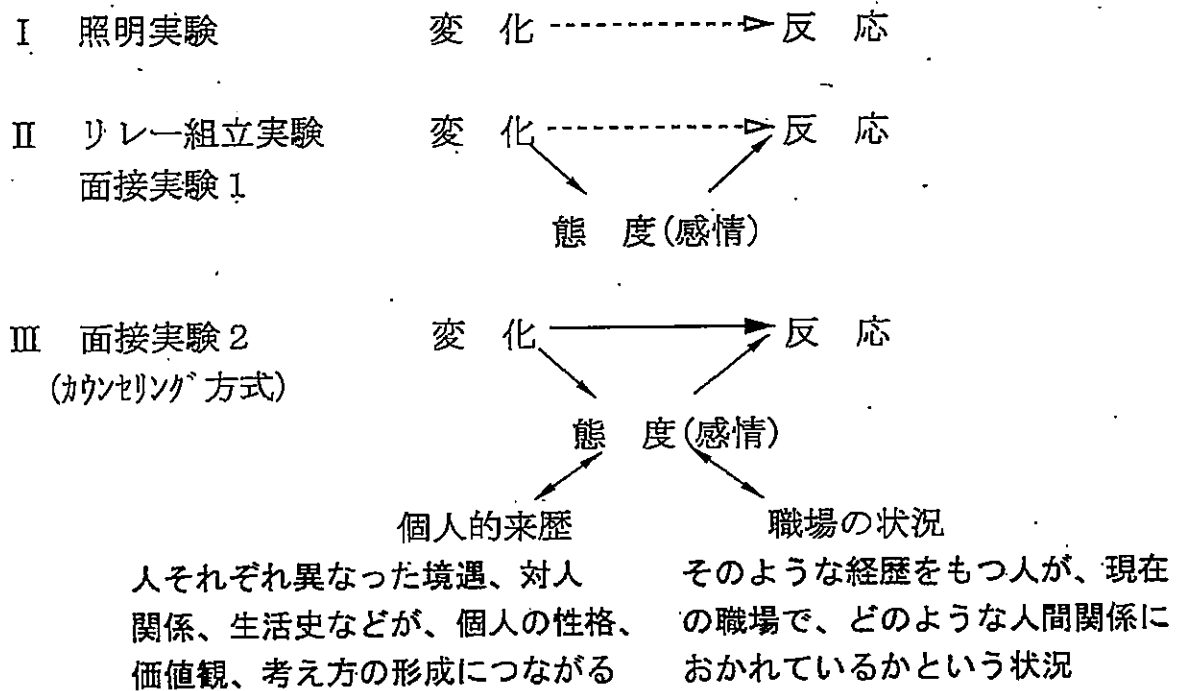 I 照明実験 変 化 反 応
II リレー組立実験 変 化 反 応
面接実験1
態 度(感情)
III 面接実験2 変 化 反 応
(ｶｳﾝｾﾘﾝｸﾞ方式)
態 度(感情)
個人的来歴 職場の状況
人それぞれ異なった境遇、対人
関係、生活史などが、個人の性格、
価値観、考え方の形成につながる
そのような経歴をもつ人が、現在
の職場で、どのような人間関係に
おかれているかという状況